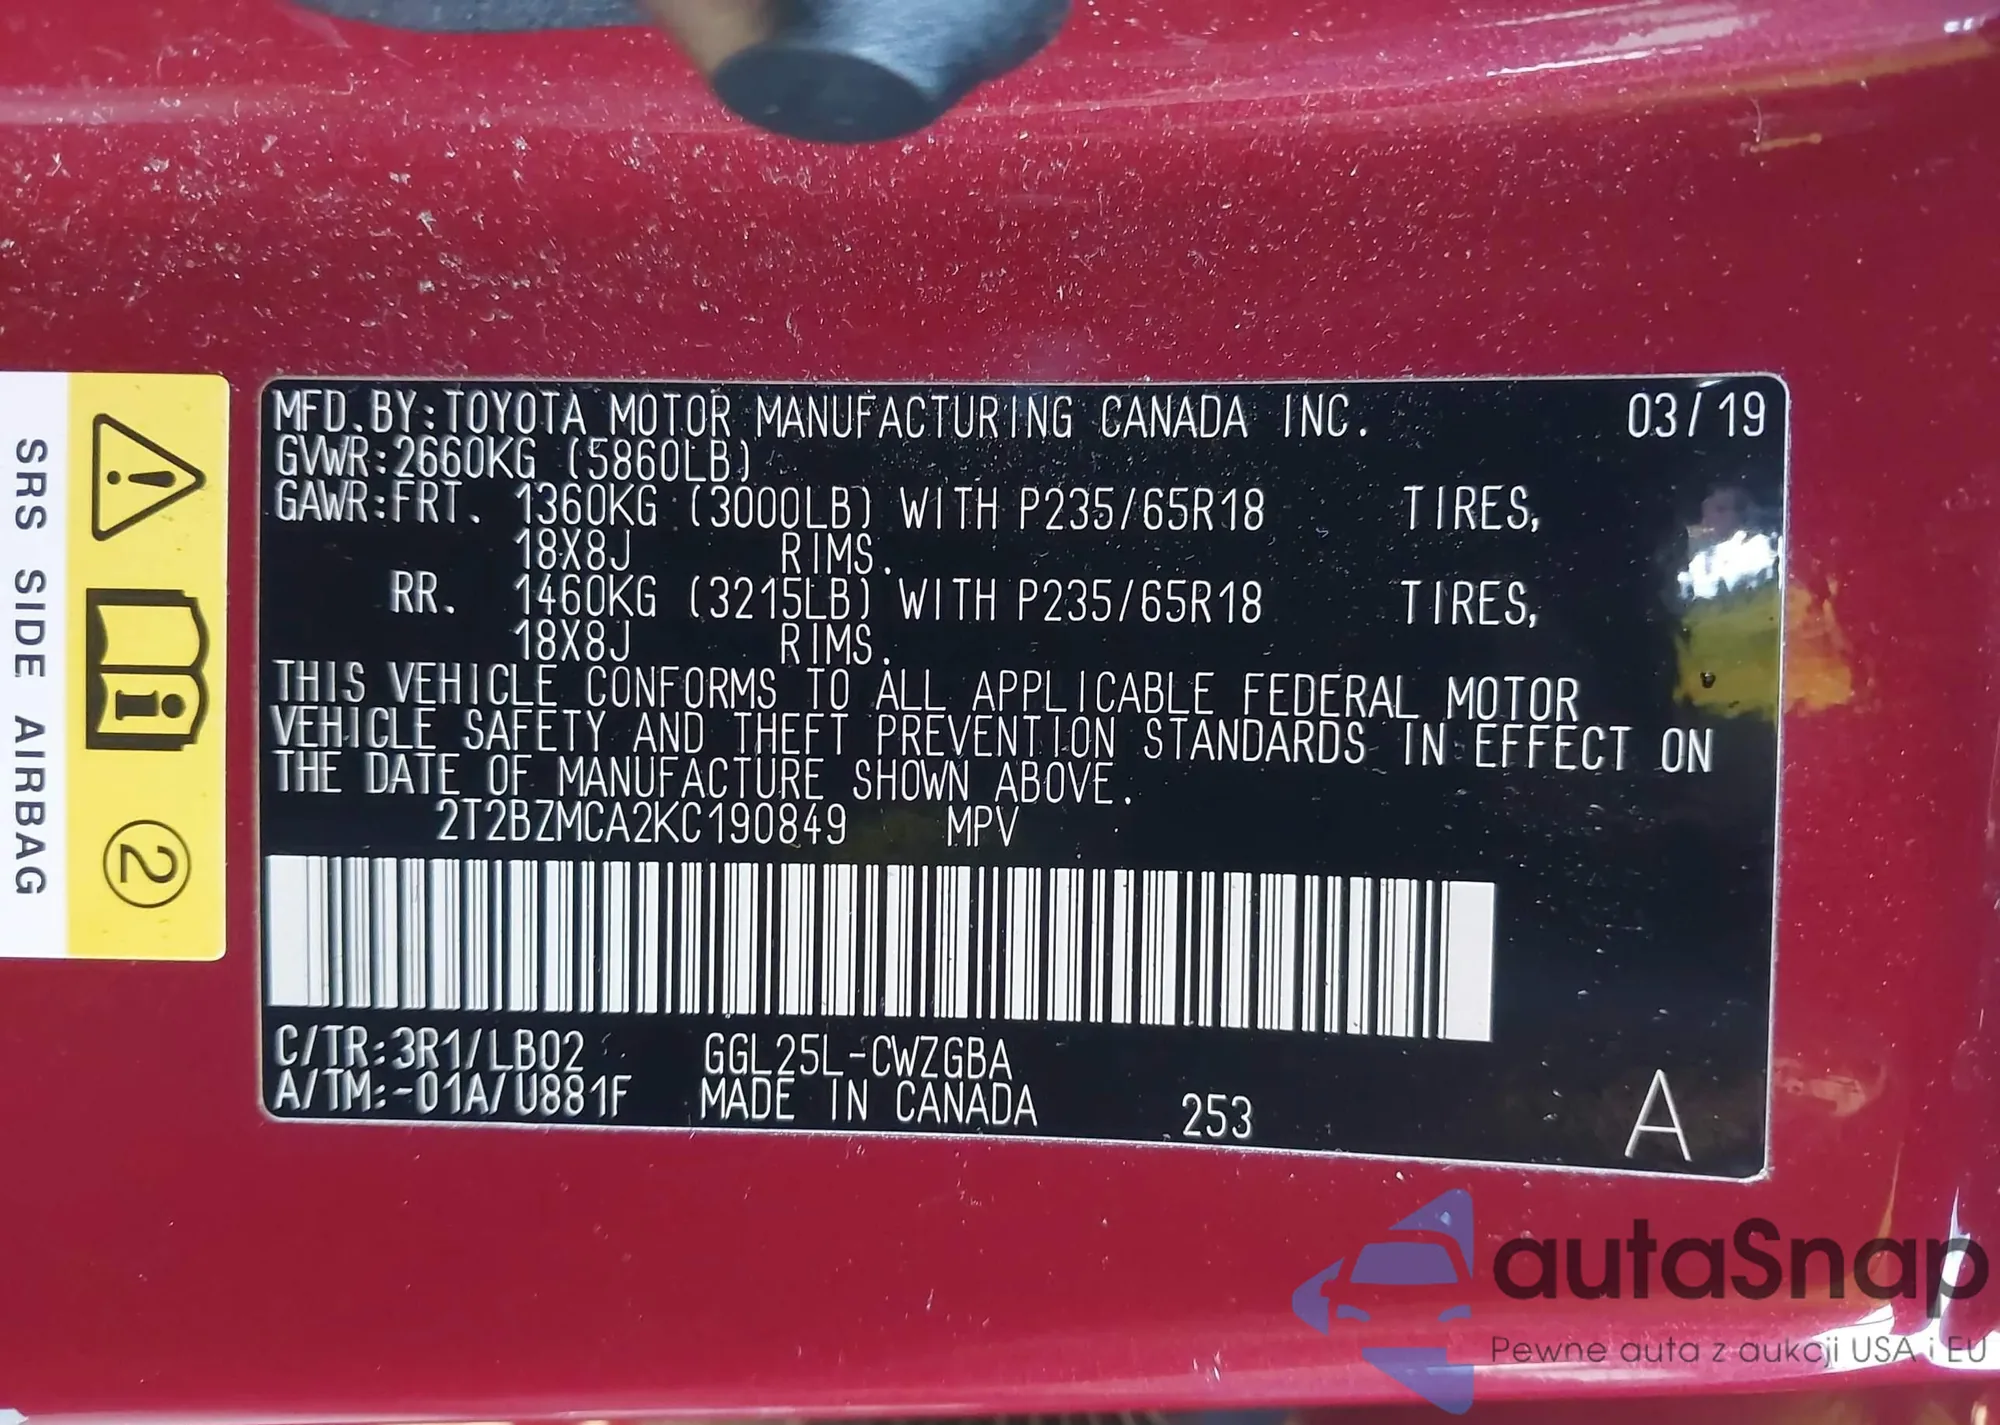 MFD.BY:TOYOTA MOTOR MANUFACTURING CANADA INC. 03/19
GVWR:2660KG (5860LB)
GAWR:FRT. 1360KG (3000LB) WITH P235/65R18 TIRES,
18X8J RIMS.
RR. 1460KG (3215LB) WITH P235/65R18 TIRES,
18X8J RIMS.
THIS VEHICLE CONFORMS TO ALL APPLICABLE FEDERAL MOTOR
VEHICLE SAFETY AND THEFT PREVENTION STANDARDS IN EFFECT ON
THE DATE OF MANUFACTURE SHOWN ABOVE.
2T2BZMCA2KC190849 MPV
C/TR:3R1/LB02 GGL25L-CWZGBA
A/TM:-01A/U881F MADE IN CANADA 253 A
SRS SIDE AIRBAG
2
autaSnap
Pewne auta z aukcji USA i EU